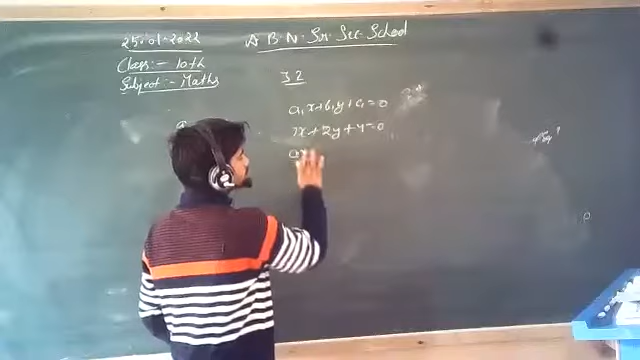 25.01.2022
A B. N. Sr. Sec. School
Class:- 10th
Subject:- Maths
3.2
a₁x+b₁y+c₁=0
7x+2y+4=0